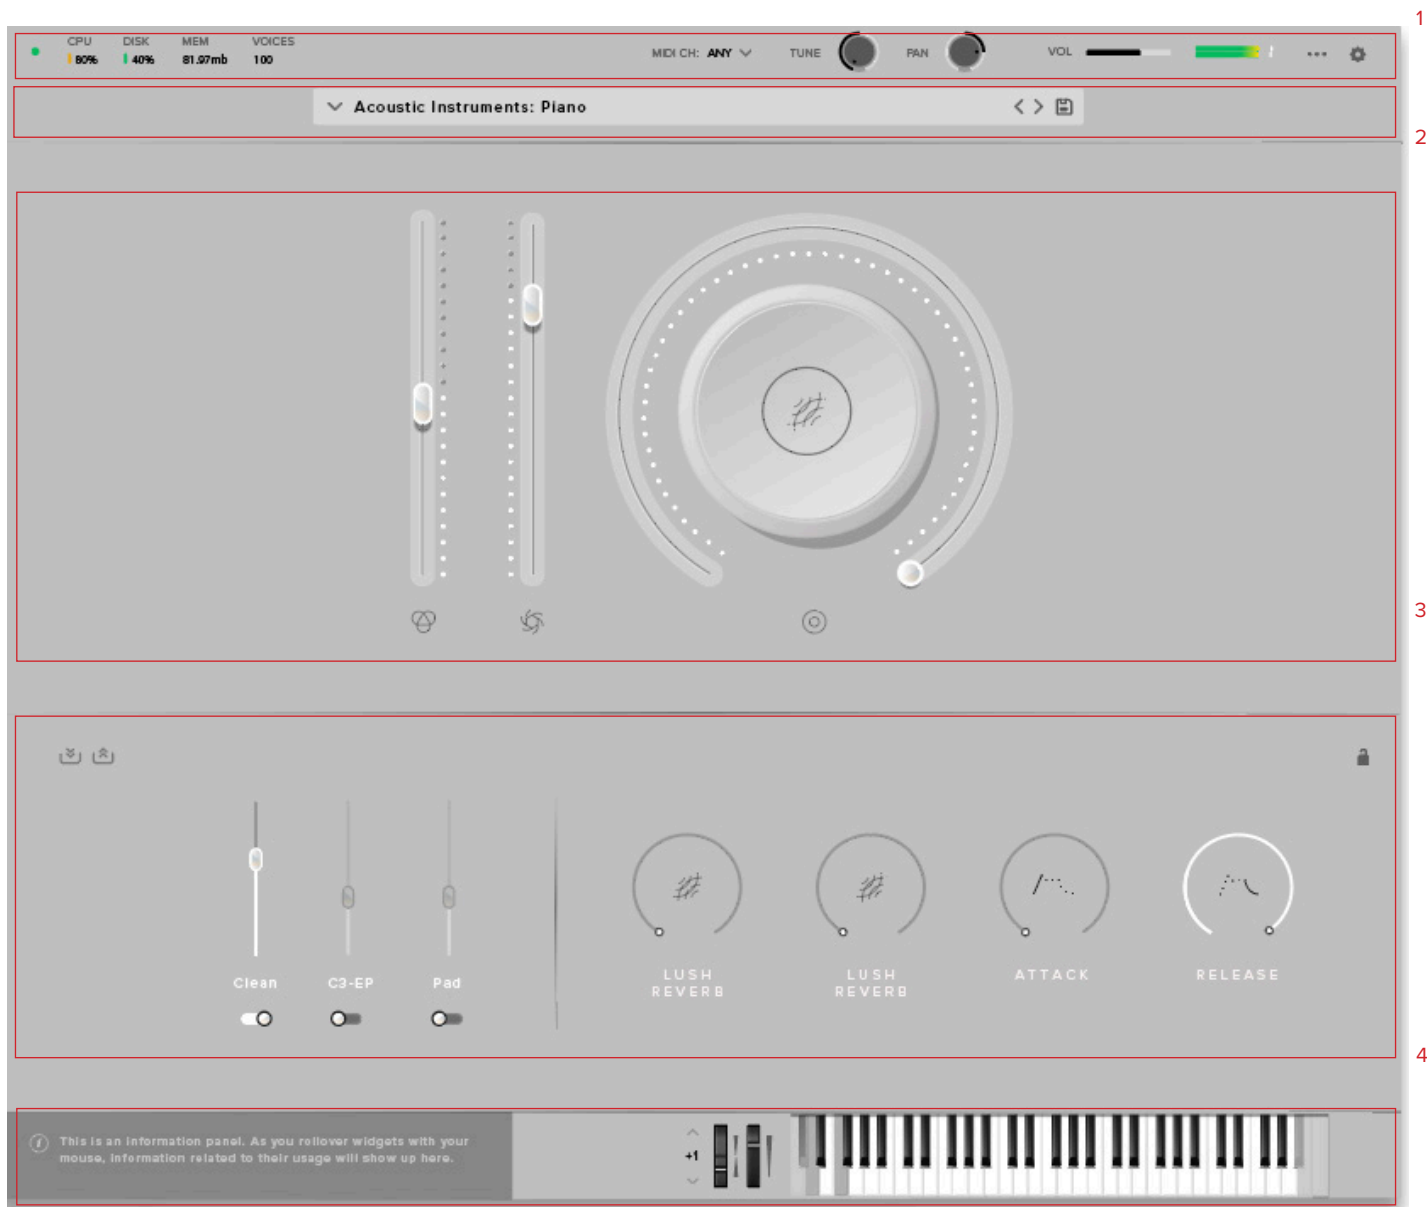 1
CPU DISK MEM VOICES
80% 40% 81.97mb 100
MIDI CH: ANY TUNE PAN VOL
Acoustic Instruments: Piano
2
3
Clean C3-EP Pad
LUSH REVERB
LUSH REVERB
ATTACK
RELEASE
4
This is an information panel. As you rollover widgets with your
mouse, information related to their usage will show up here.
+1